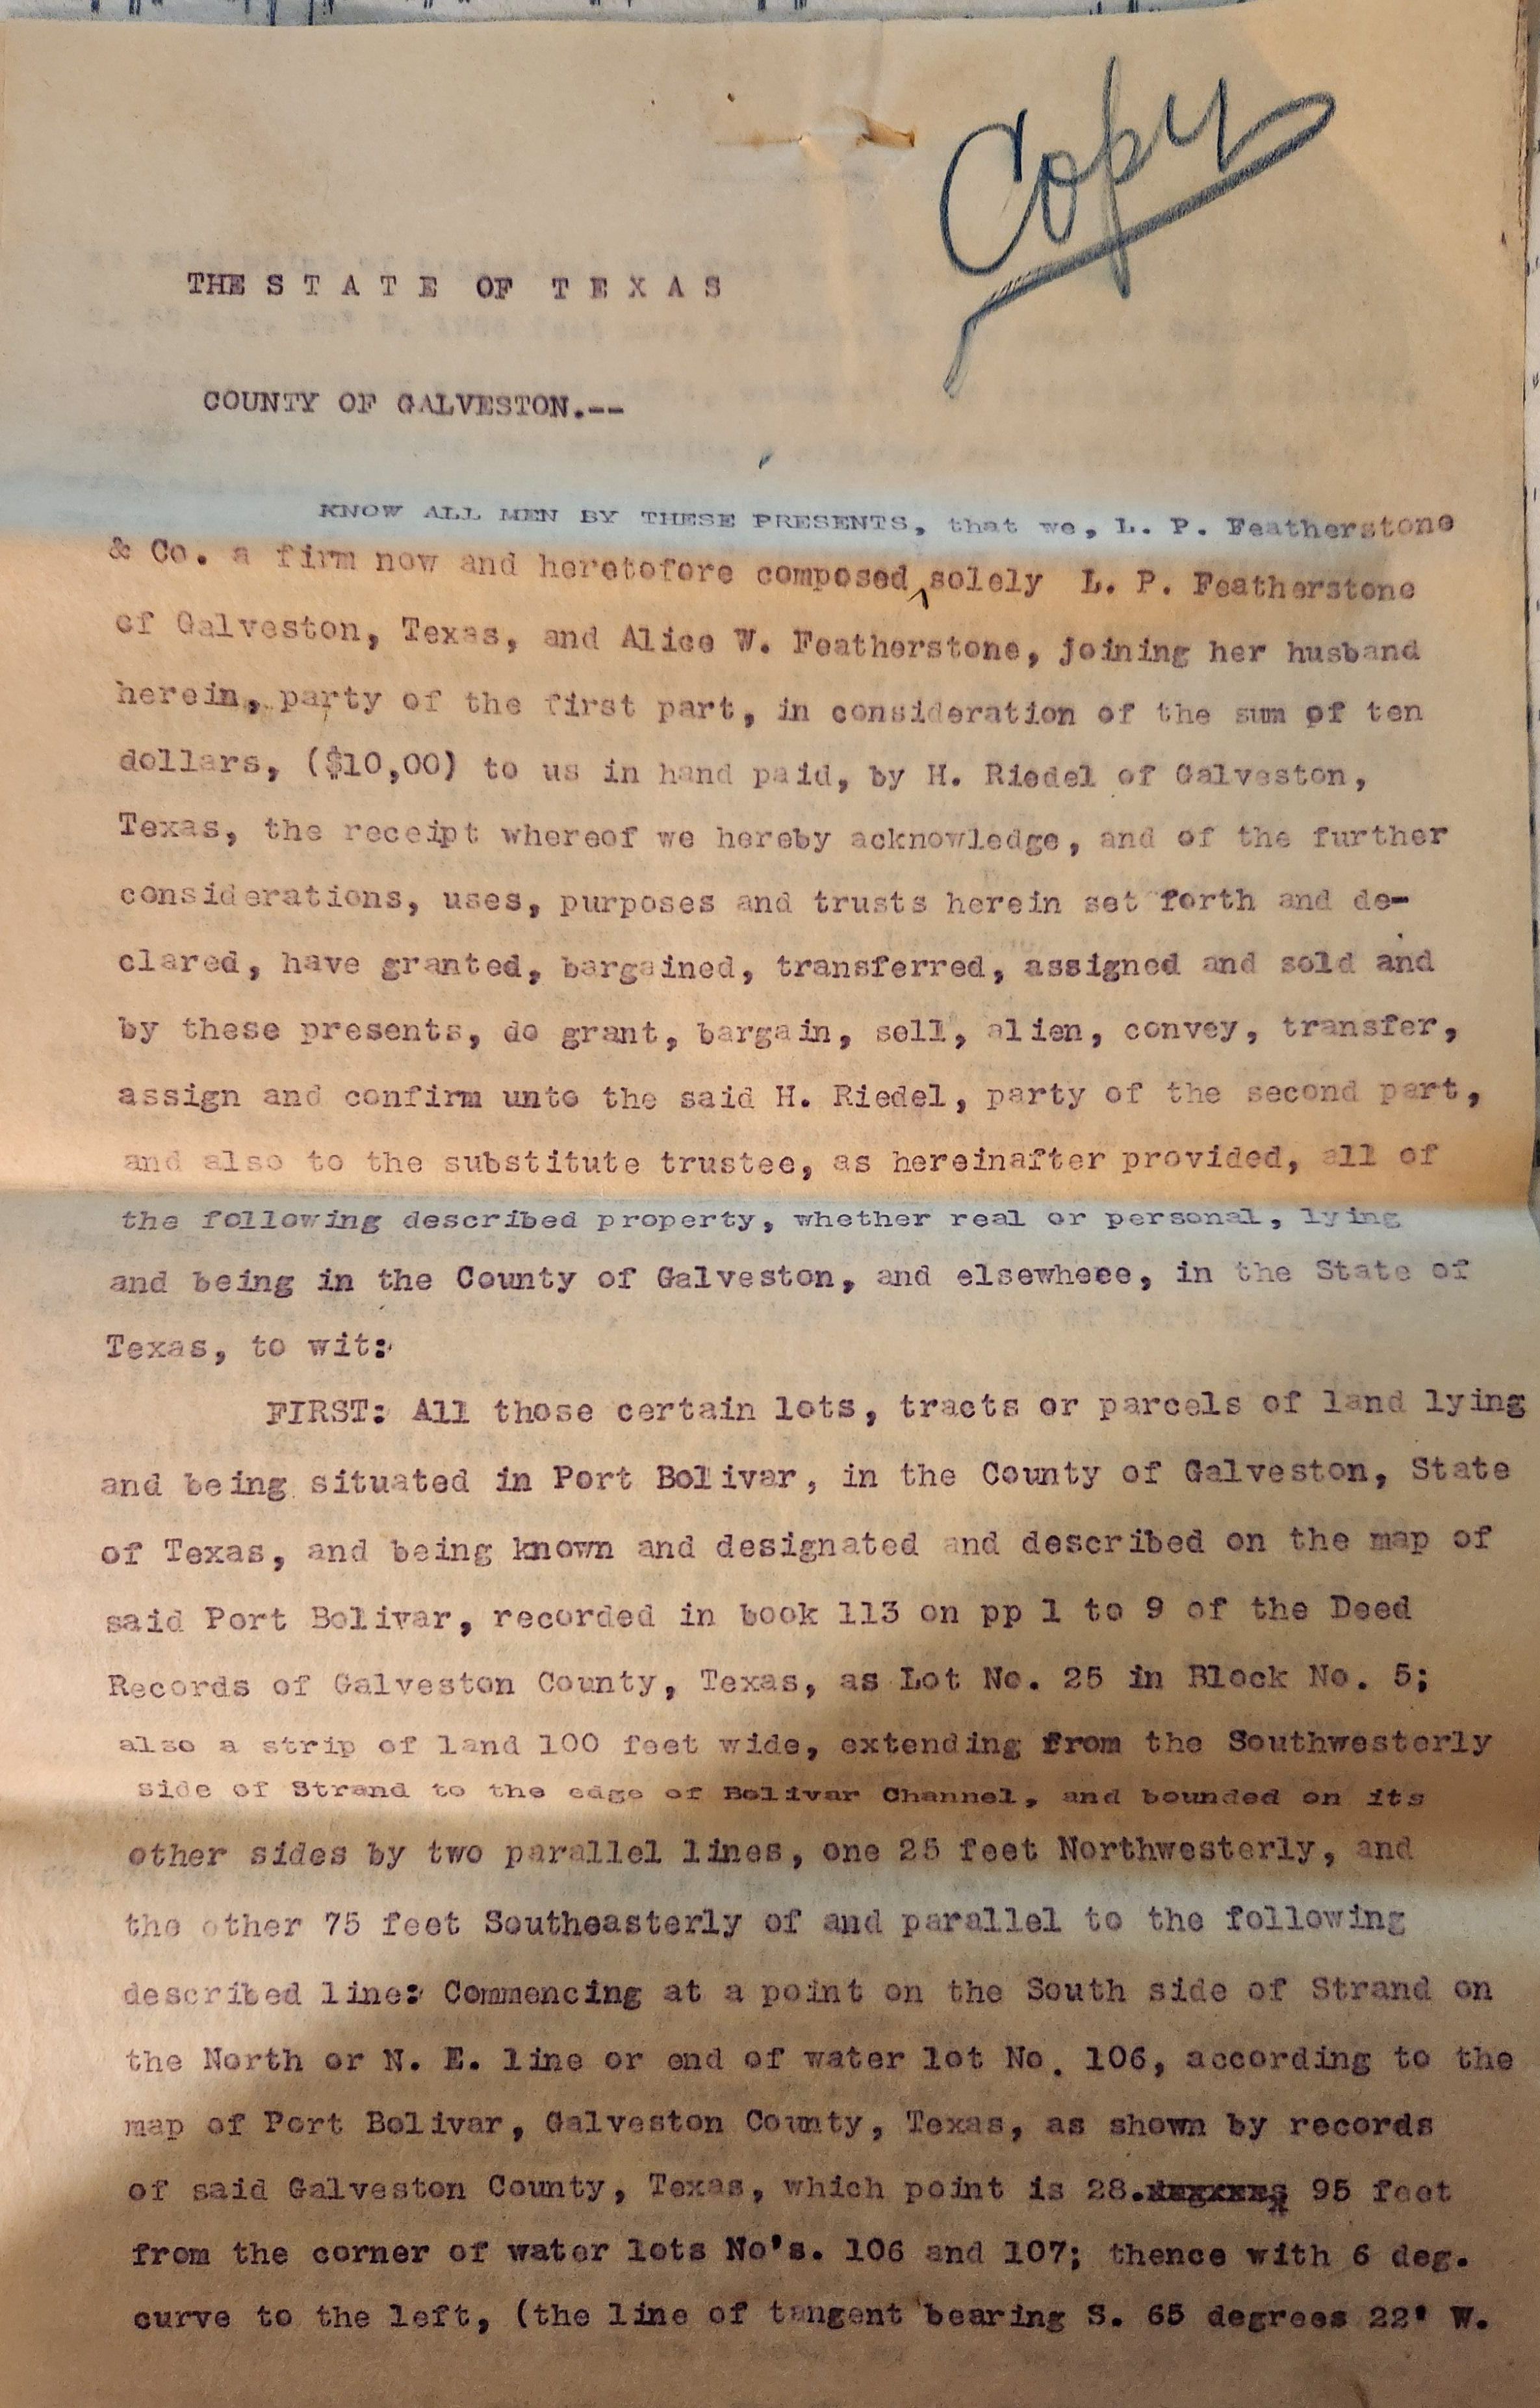 Copy
THE S T A T E OF T E X A S
COUNTY OF GALVESTON.--
KNOW ALL MEN BY THESE PRESENTS, that we, L. P. Featherstone
& Co. a firm now and heretofore composed‸solely L. P. Featherstone
of Galveston, Texas, and Alice W. Featherstone, joining her husband
herein, party of the first part, in consideration of the sum of ten
dollars, ($10,00) to us in hand paid, by H. Riedel of Galveston,
Texas, the receipt whereof we hereby acknowledge, and of the further
considerations, uses, purposes and trusts herein set forth and de-
clared, have granted, bargained, transferred, assigned and sold and
by these presents, do grant, bargain, sell, alien, convey, transfer,
assign and confirm unto the said H. Riedel, party of the second part,
and also to the substitute trustee, as hereinafter provided, all of
the following described property, whether real or personal, lying
and being in the County of Galveston, and elsewhece, in the State of
Texas, to wit:
FIRST: All those certain lots, tracts or parcels of land lying
and being situated in Port Bolivar, in the County of Galveston, State
of Texas, and being known and designated and described on the map of
said Port Bolivar, recorded in book 113 on pp 1 to 9 of the Deed
Records of Galveston County, Texas, as Lot No. 25 in Block No. 5;
also a strip of land 100 feet wide, extending from the Southwesterly
side of Strand to the edge of Bolivar Channel, and bounded on its
other sides by two parallel lines, one 25 feet Northwesterly, and
the other 75 feet Southeasterly of and parallel to the following
described line: Commencing at a point on the South side of Strand on
the North or N. E. line or end of water lot No. 106, according to the
map of Port Bolivar, Galveston County, Texas, as shown by records
of said Galveston County, Texas, which point is 28. 95 feet
from the corner of water lots No's. 106 and 107; thence with 6 deg.
curve to the left, (the line of tangent bearing S. 65 degrees 22' W.